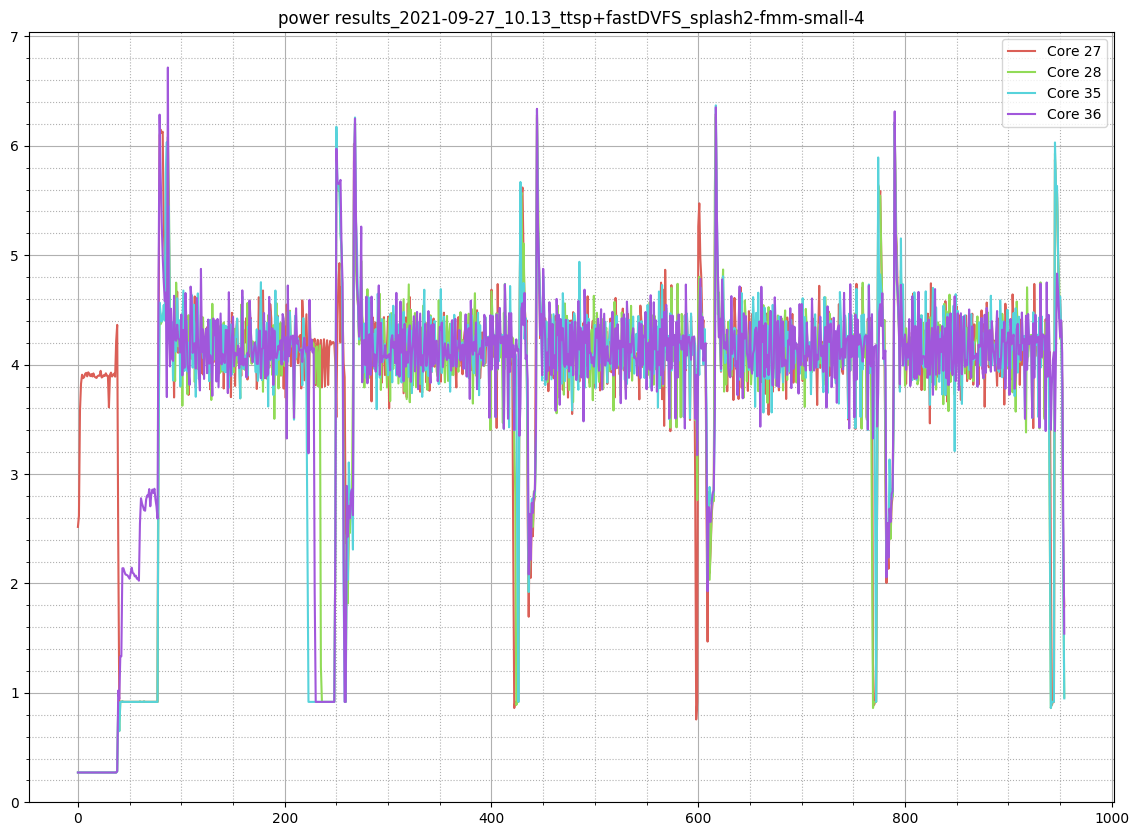 power results_2021-09-27_10.13_ttsp+fastDVFS_splash2-fmm-small-4
7
6
5
4
3
2
1
0
Core 27
Core 28
Core 35
Core 36
0
200
400
600
800
1000